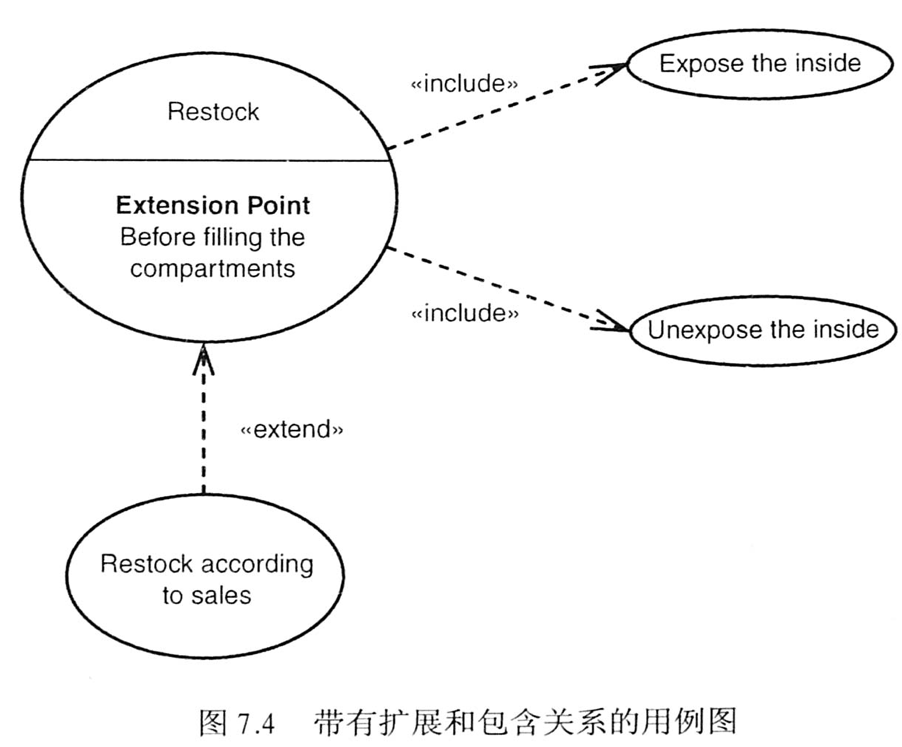 «include»
Expose the inside
Restock
Extension Point
Before filling the
compartments
«include»
Unexpose the inside
«extend»
Restock according
to sales
图 7.4 带有扩展和包含关系的用例图